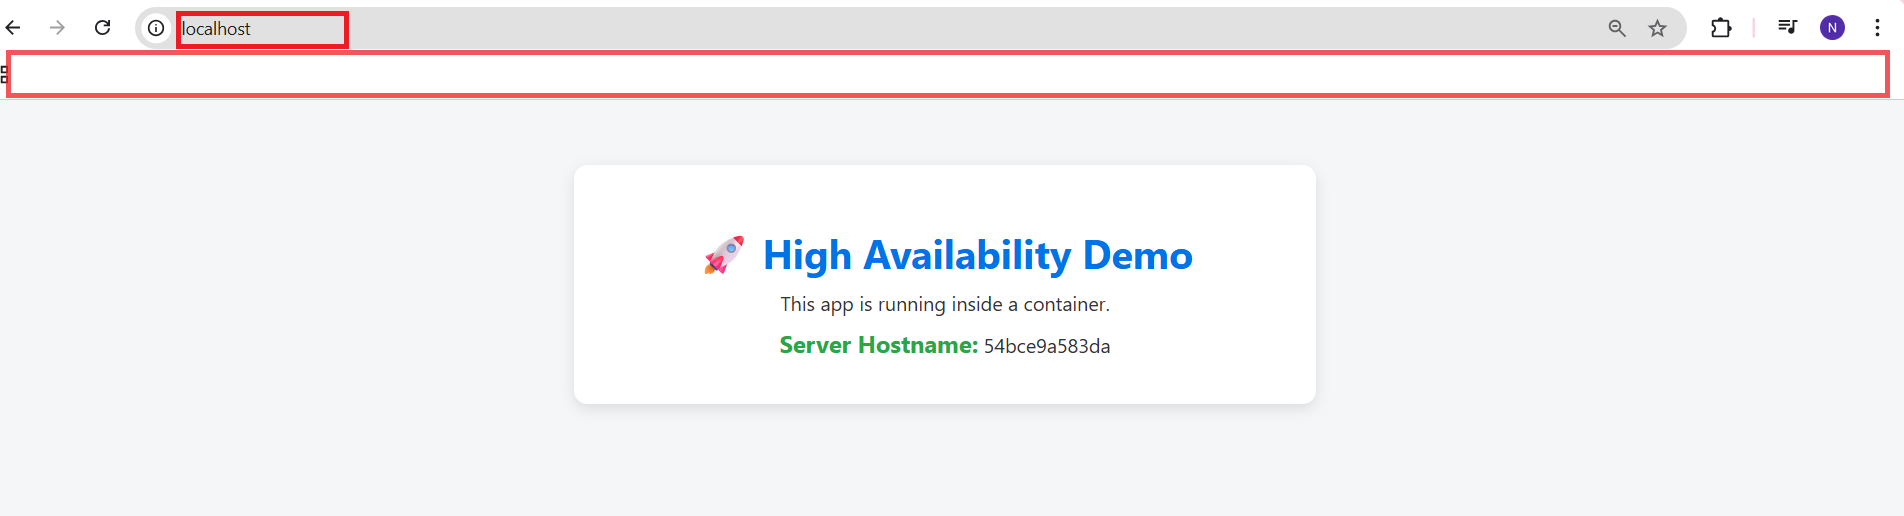 localhost
N
High Availability Demo
This app is running inside a container.
Server Hostname: 54bce9a583da